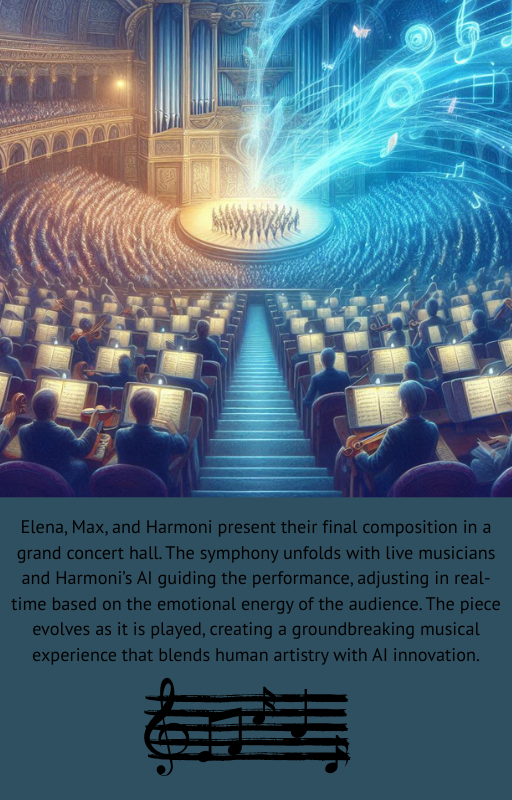 Elena, Max, and Harmoni present their final composition in a
grand concert hall. The symphony unfolds with live musicians
and Harmoni’s AI guiding the performance, adjusting in real-
time based on the emotional energy of the audience. The piece
evolves as it is played, creating a groundbreaking musical
experience that blends human artistry with AI innovation.